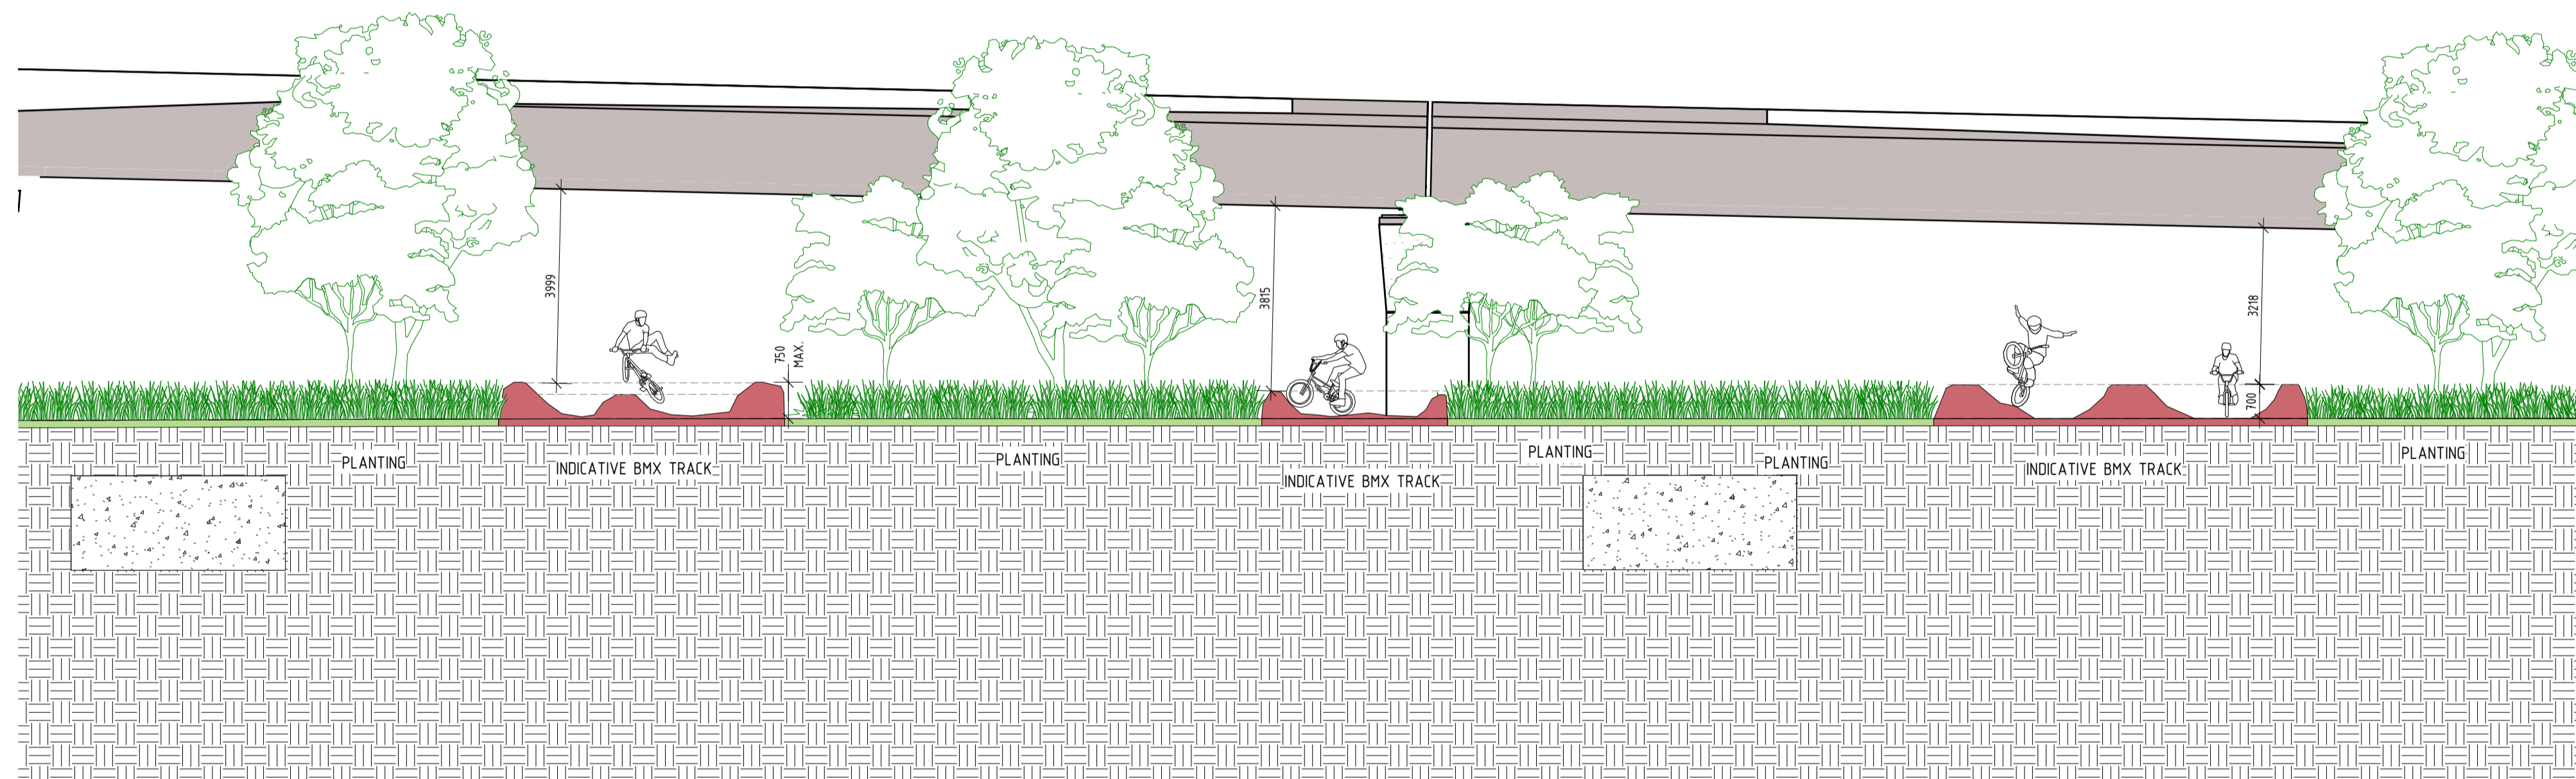 3999
750
MAX.
3815
3218
700
PLANTING
INDICATIVE BMX TRACK
PLANTING
INDICATIVE BMX TRACK
PLANTING
PLANTING
INDICATIVE BMX TRACK
PLANTING